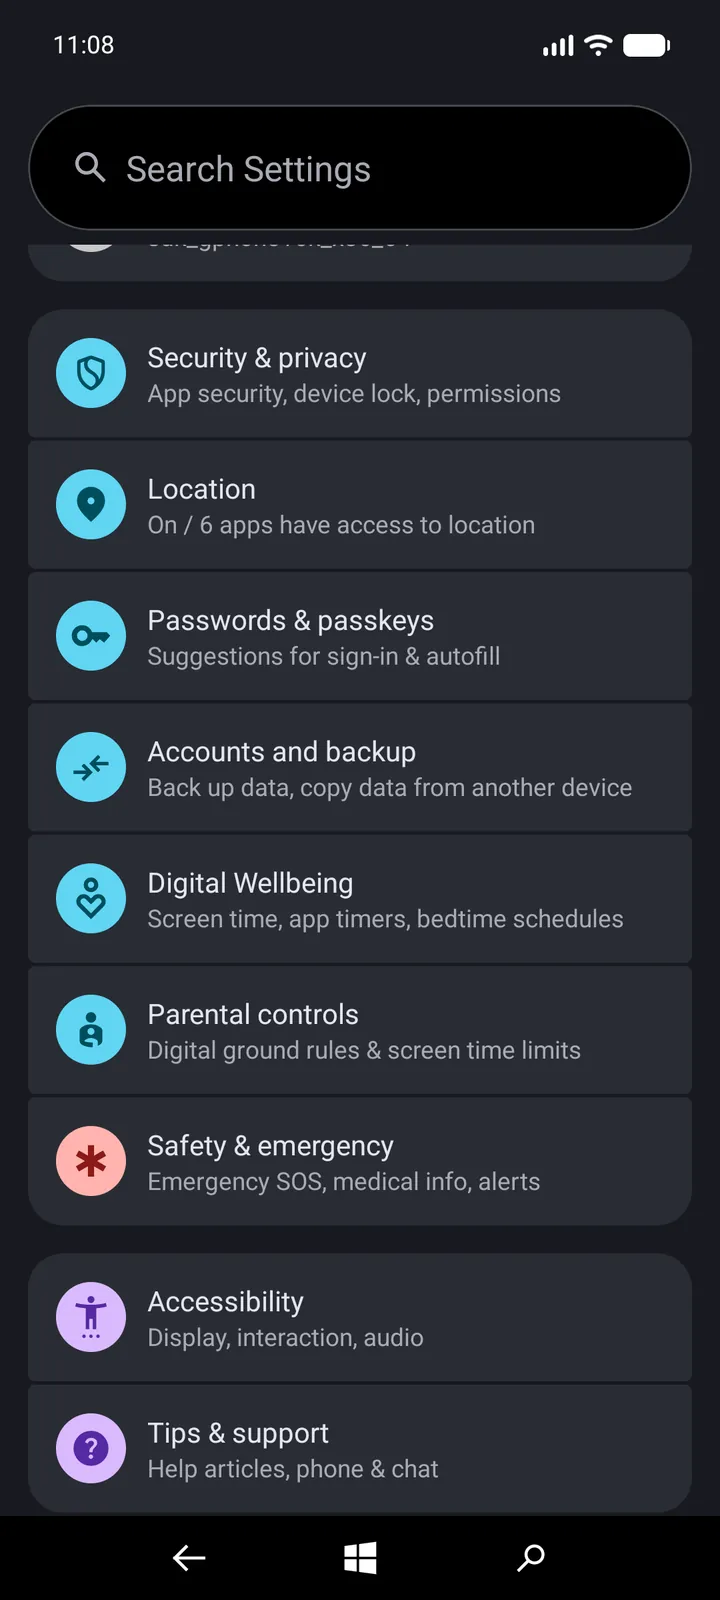 11:08
Search Settings
Security & privacy
App security, device lock, permissions
Location
On / 6 apps have access to location
Passwords & passkeys
Suggestions for sign-in & autofill
Accounts and backup
Back up data, copy data from another device
Digital Wellbeing
Screen time, app timers, bedtime schedules
Parental controls
Digital ground rules & screen time limits
Safety & emergency
Emergency SOS, medical info, alerts
Accessibility
Display, interaction, audio
Tips & support
Help articles, phone & chat